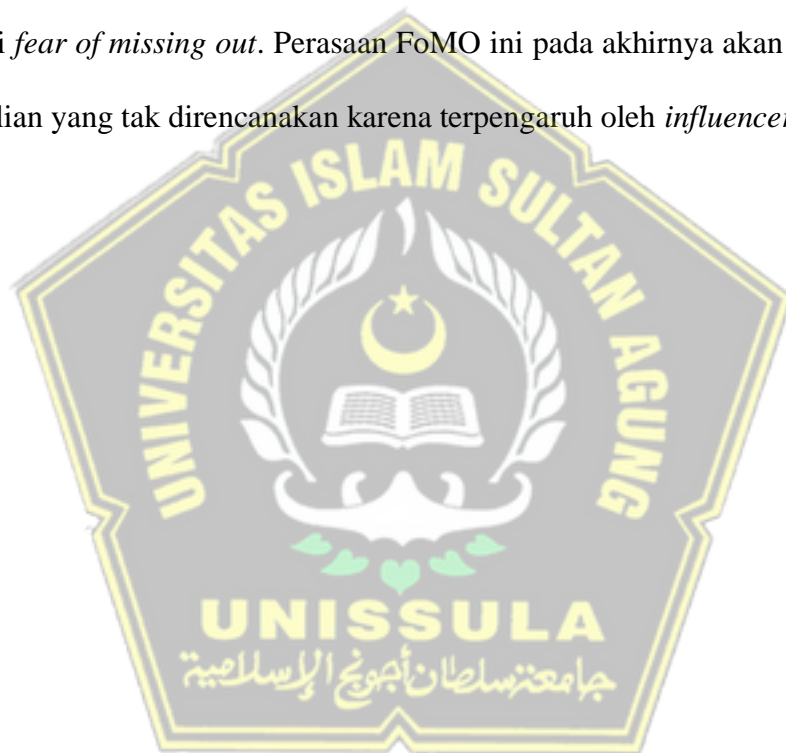 i fear of missing out. Perasaan FoMO ini pada akhirnya akan
lian yang tak direncanakan karena terpengaruh oleh influencer
UNIVERSITAS ISLAM SULTAN AGUNG
UNISSULA
جامعة سلطان أجونج الإسلامية